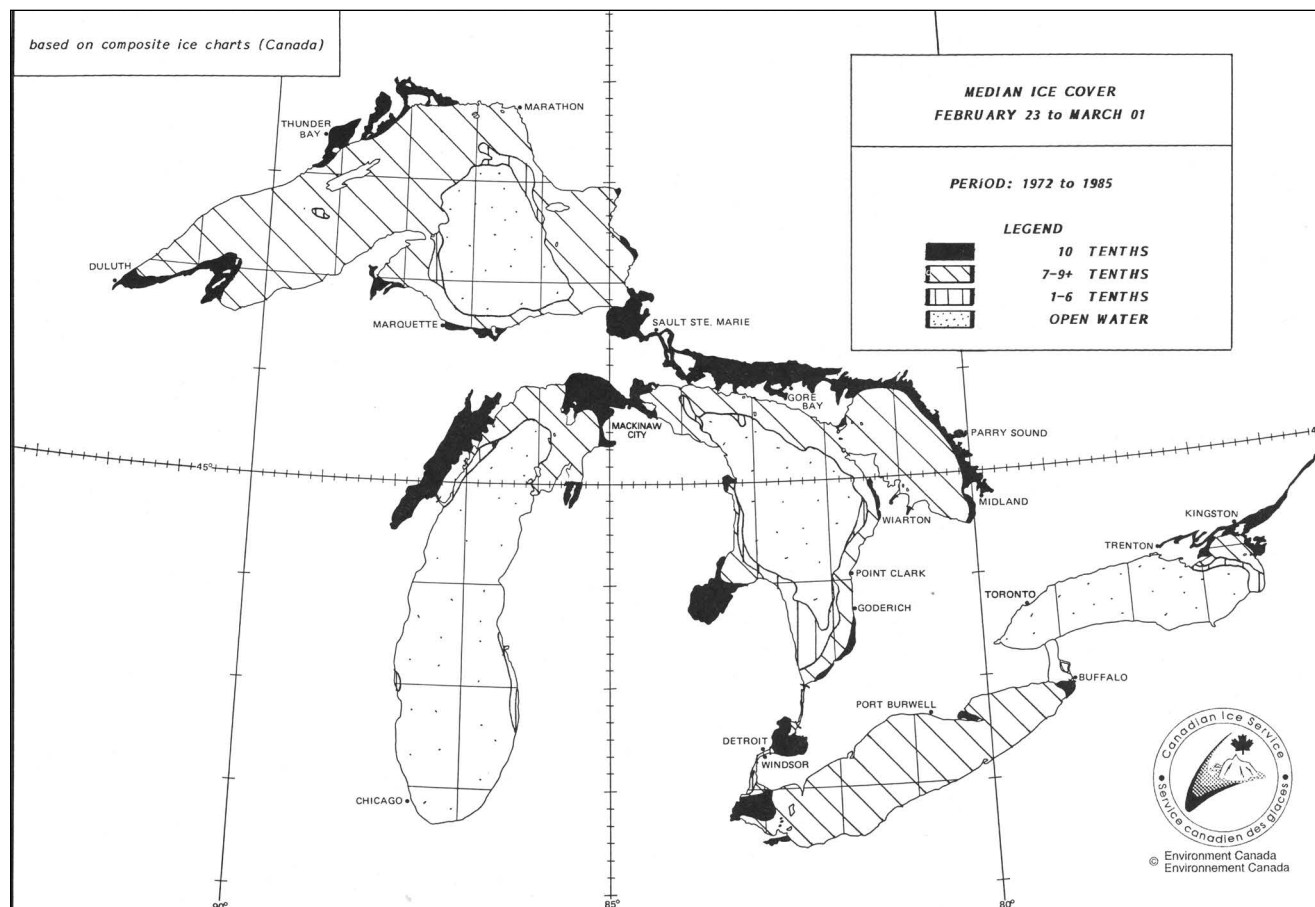 based on composite ice charts (Canada)
MEDIAN ICE COVER
FEBRUARY 23 to MARCH 01
PERIOD: 1972 to 1985
LEGEND
10 TENTHS
7-9+ TENTHS
1-6 TENTHS
OPEN WATER
MARATHON
THUNDER
BAY
DULUTH
MARQUETTE
SAULT STE. MARIE
GORE
BAY
MACKINAW
CITY
PARRY SOUND
45°
MIDLAND
WIARTON
KINGSTON
TRENTON
POINT CLARK
TORONTO
GODERICH
BUFFALO
PORT BURWELL
DETROIT
WINDSOR
CHICAGO
Canadian Ice Service
Service canadien des glaces
© Environment Canada
Environnement Canada
90°
85°
80°